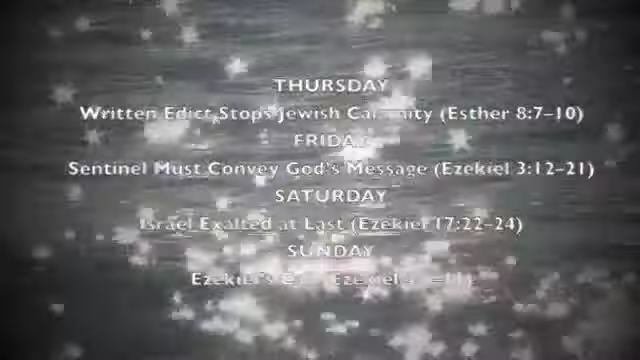 THURSDAY
Written Edict Stops Jewish Calamity (Esther 8:7–10)
FRIDAY
Sentinel Must Convey God's Message (Ezekiel 3:12–21)
SATURDAY
Israel Exalted at Last (Ezekiel 17:22–24)
SUNDAY
Ezekiel's